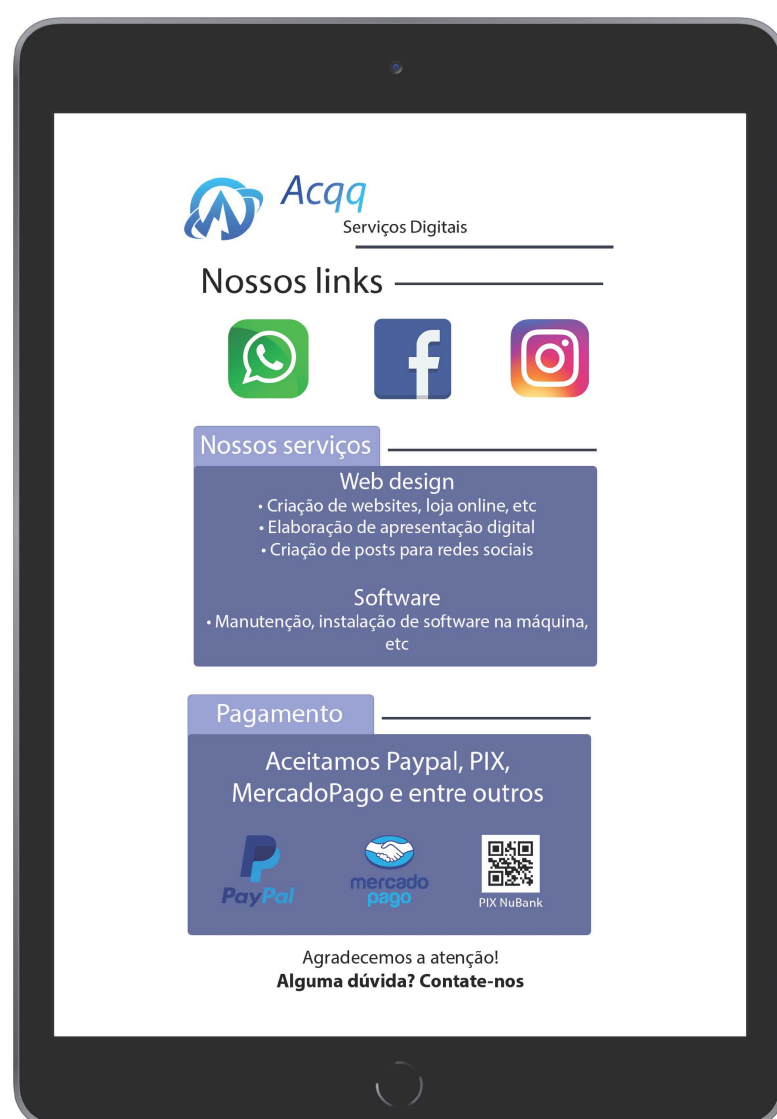 Acqq
Serviços Digitais
Nossos links
Nossos serviços
Web design
• Criação de websites, loja online, etc
• Elaboração de apresentação digital
• Criação de posts para redes sociais
Software
• Manutenção, instalação de software na máquina,
etc
Pagamento
Aceitamos Paypal, PIX,
MercadoPago e entre outros
PayPal
mercado
pago
PIX NuBank
Agradecemos a atenção!
Alguma dúvida? Contate-nos